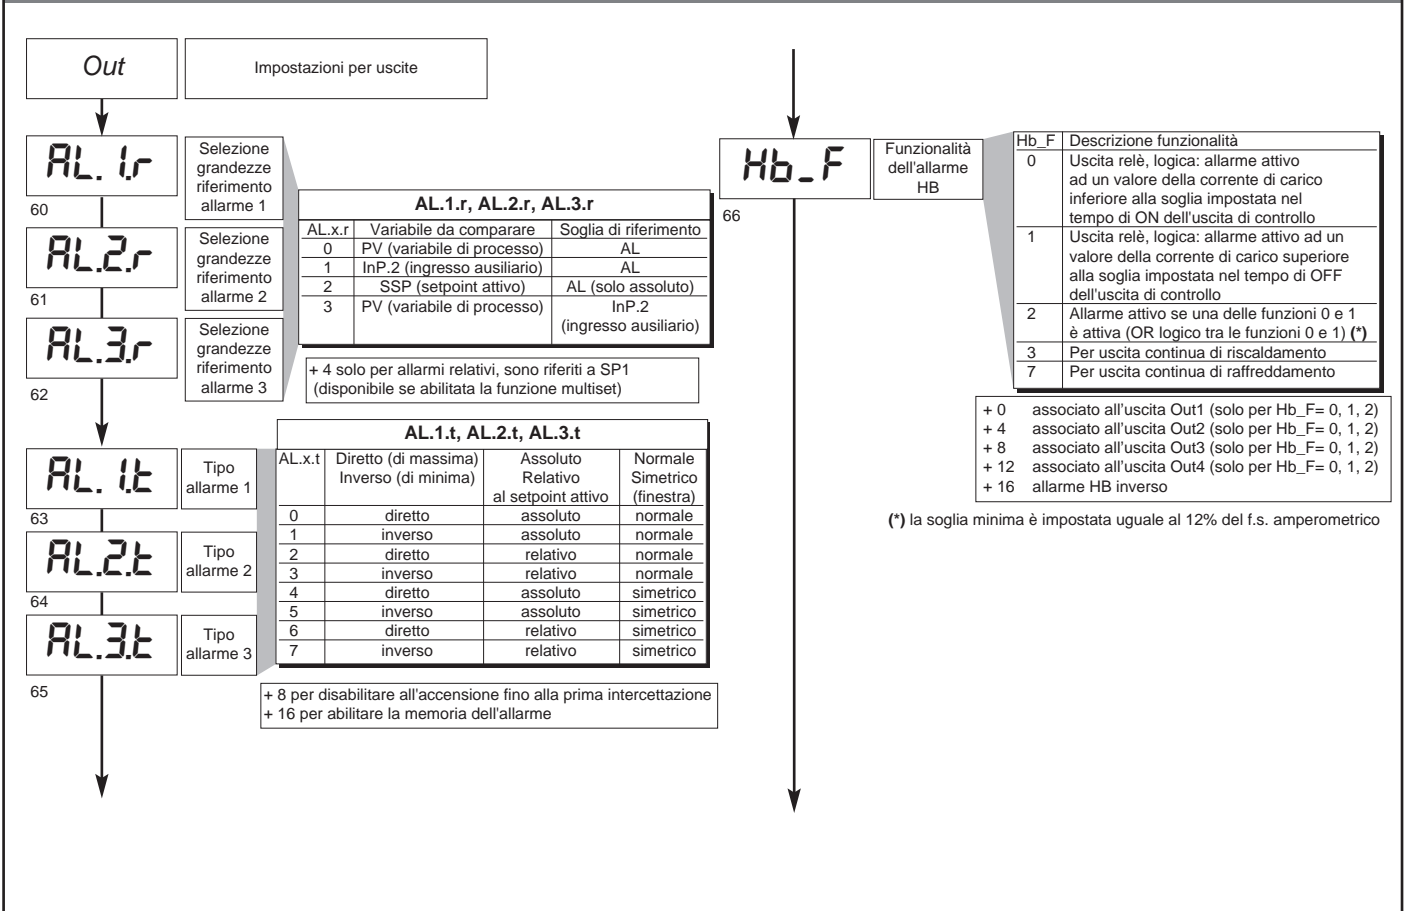 Out
Impostazioni per uscite
AL.1.r
60
Selezione
grandezze
riferimento
allarme 1
AL.2.r
61
Selezione
grandezze
riferimento
allarme 2
AL.3.r
62
Selezione
grandezze
riferimento
allarme 3
AL.1.r, AL.2.r, AL.3.r
AL.x.r Variabile da comparare Soglia di riferimento
0 PV (variabile di processo) AL
1 InP.2 (ingresso ausiliario) AL
2 SSP (setpoint attivo) AL (solo assoluto)
3 PV (variabile di processo) InP.2
(ingresso ausiliario)
+ 4 solo per allarmi relativi, sono riferiti a SP1
(disponibile se abilitata la funzione multiset)
AL.1.t
63
Tipo
allarme 1
AL.2.t
64
Tipo
allarme 2
AL.3.t
65
Tipo
allarme 3
AL.1.t, AL.2.t, AL.3.t
AL.x.t Diretto (di massima) Assoluto Normale
Inverso (di minima) Relativo Simetrico
al setpoint attivo (finestra)
0 diretto assoluto normale
1 inverso assoluto normale
2 diretto relativo normale
3 inverso relativo normale
4 diretto assoluto simetrico
5 inverso assoluto simetrico
6 diretto relativo simetrico
7 inverso relativo simetrico
+ 8 per disabilitare all'accensione fino alla prima intercettazione
+ 16 per abilitare la memoria dell'allarme
Hb_F
66
Funzionalità
dell'allarme
HB
Hb_F Descrizione funzionalità
0 Uscita relè, logica: allarme attivo
ad un valore della corrente di carico
inferiore alla soglia impostata nel
tempo di ON dell'uscita di controllo
1 Uscita relè, logica: allarme attivo ad un
valore della corrente di carico superiore
alla soglia impostata nel tempo di OFF
dell'uscita di controllo
2 Allarme attivo se una delle funzioni 0 e 1
è attiva (OR logico tra le funzioni 0 e 1) (*)
3 Per uscita continua di riscaldamento
7 Per uscita continua di raffreddamento
+ 0 associato all'uscita Out1 (solo per Hb_F= 0, 1, 2)
+ 4 associato all'uscita Out2 (solo per Hb_F= 0, 1, 2)
+ 8 associato all'uscita Out3 (solo per Hb_F= 0, 1, 2)
+ 12 associato all'uscita Out4 (solo per Hb_F= 0, 1, 2)
+ 16 allarme HB inverso
(*) la soglia minima è impostata uguale al 12% del f.s. amperometrico